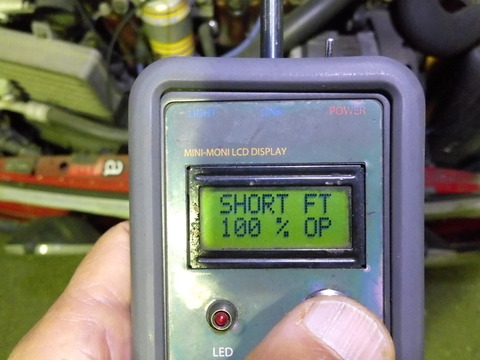 LIGHT
POWER
MINI-MONI LCD DISPLAY
SHORT FT
100 % OP
LED